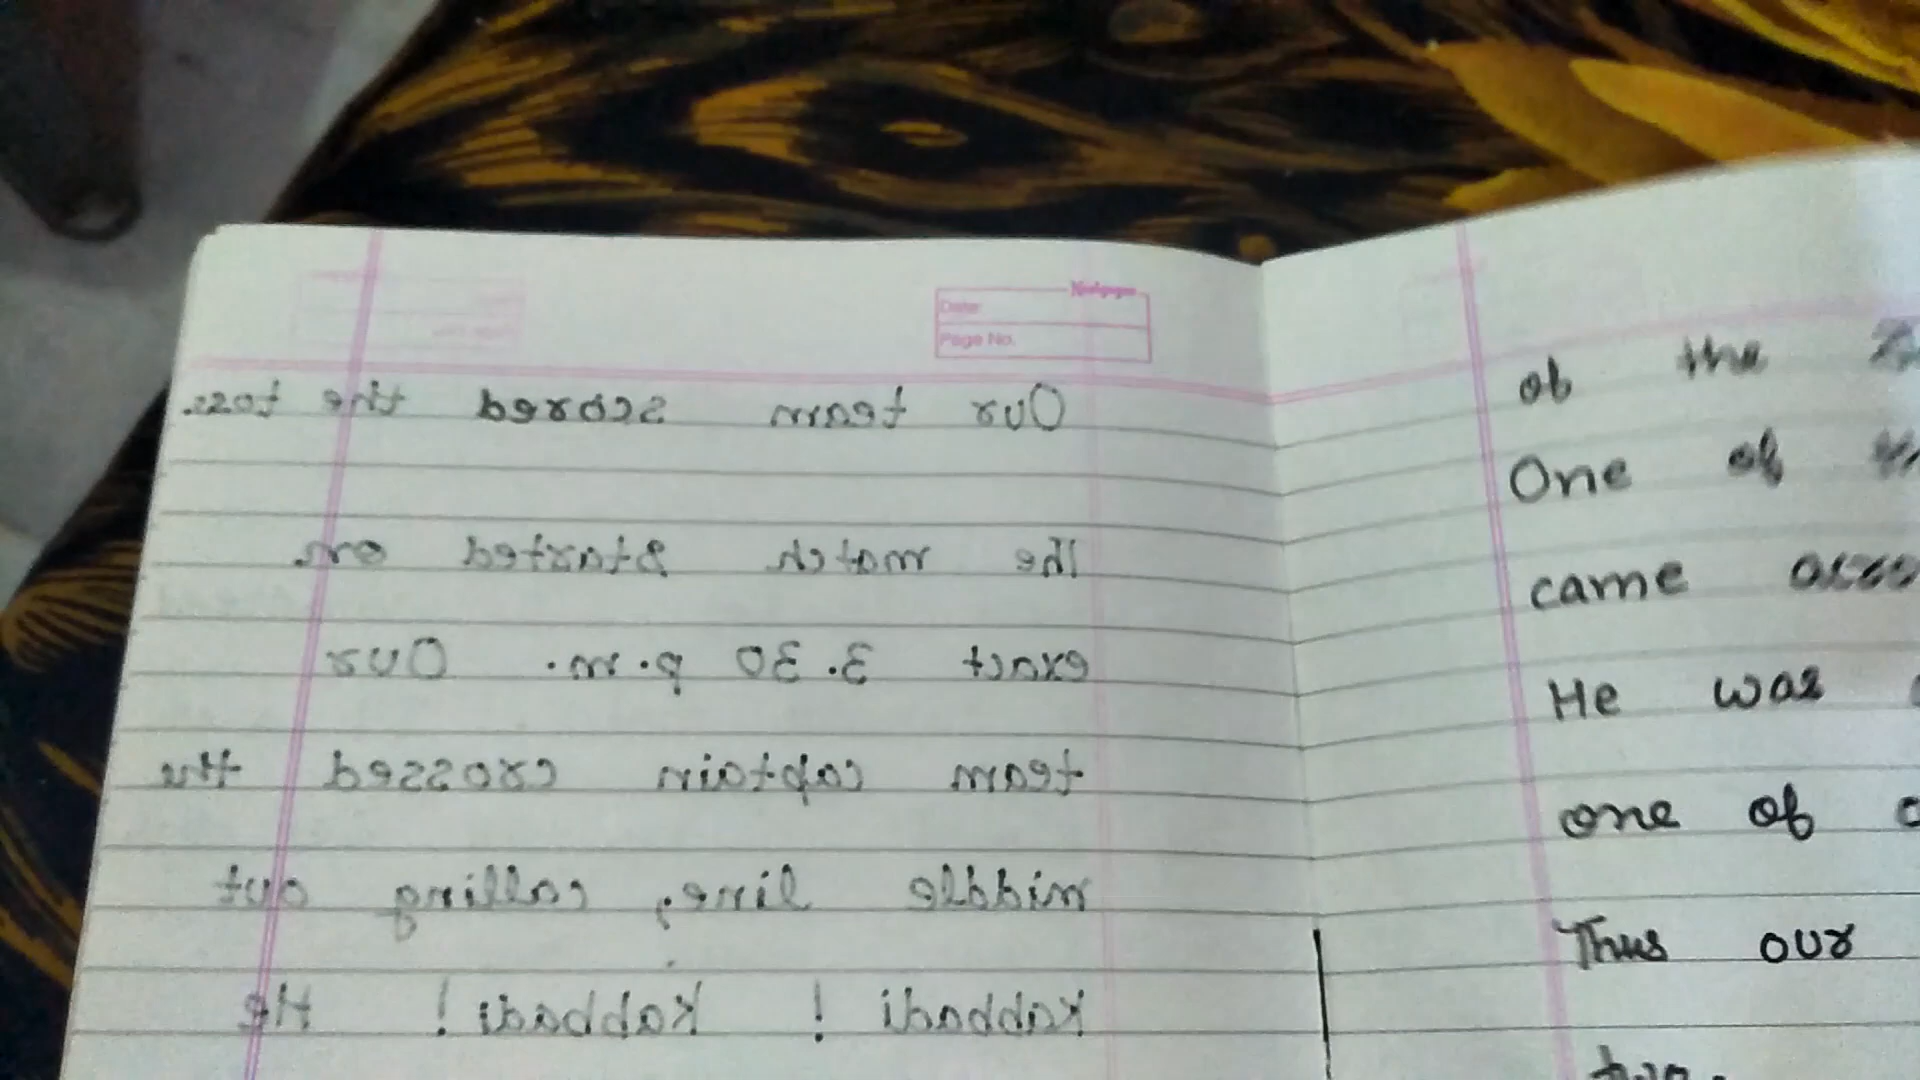 Date
Page No.
Our team scored the toss.
The match started on
exact 3.30 p.m. Our
team captain crossed the
middle line, calling out
Kabbadi ! Kabbadi ! He
of the
One of
came
He was
one of
Thus our
two.